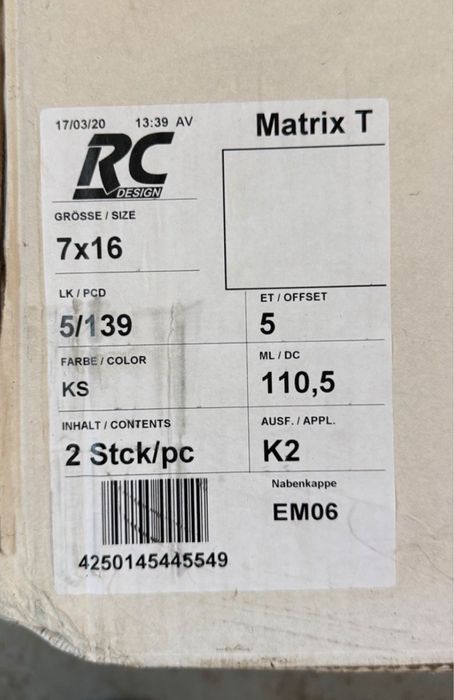 17/03/20 13:39 AV
Matrix T
RC
DESIGN
GRÖSSE / SIZE
7x16
LK / PCD
5/139
ET / OFFSET
5
FARBE / COLOR
KS
ML / DC
110,5
INHALT / CONTENTS
2 Stck/pc
AUSF. / APPL.
K2
Nabenkappe
EM06
4250145445549